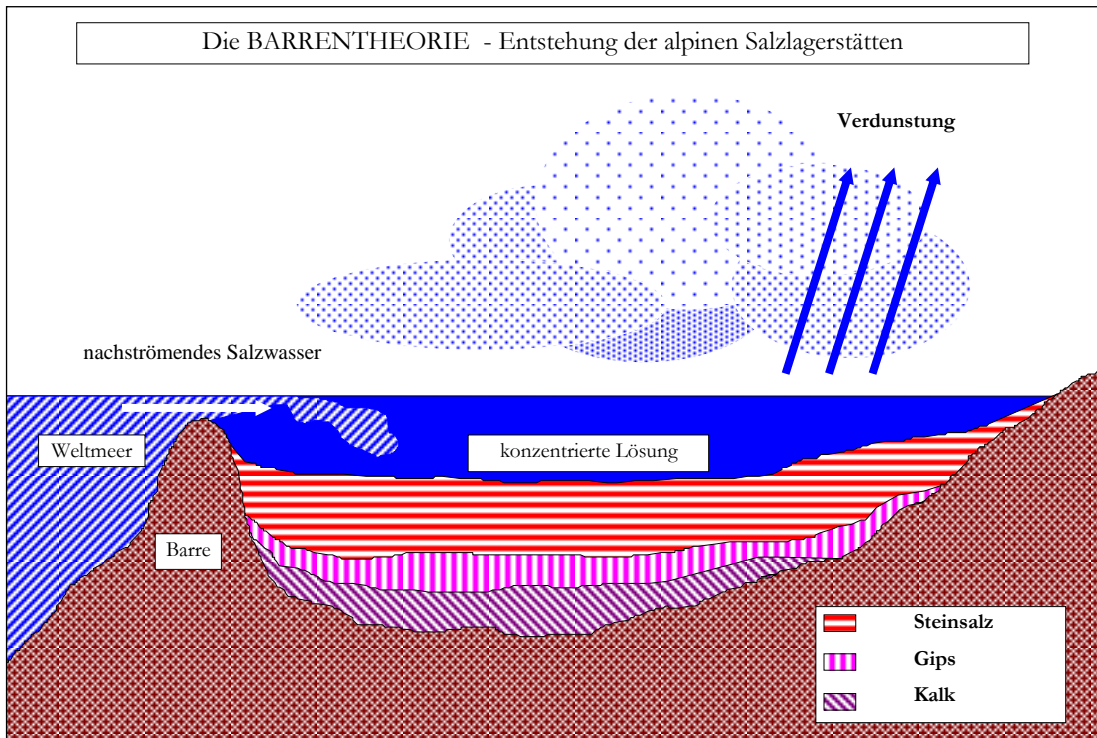 Die BARRENTHEORIE - Entstehung der alpinen Salzlagerstätten
Verdunstung
nachströmendes Salzwasser
Weltmeer
konzentrierte Lösung
Barre
Steinsalz
Gips
Kalk